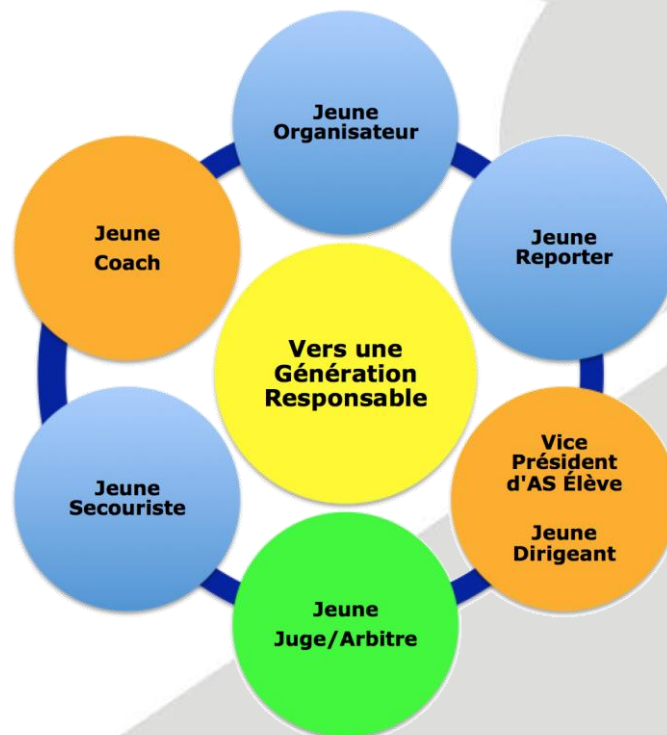 Jeune
Organisateur
Jeune
Reporter
Jeune
Coach
Vers une
Génération
Responsable
Vice
Président
d'AS Élève
Jeune
Dirigeant
Jeune
Secouriste
Jeune
Juge/Arbitre